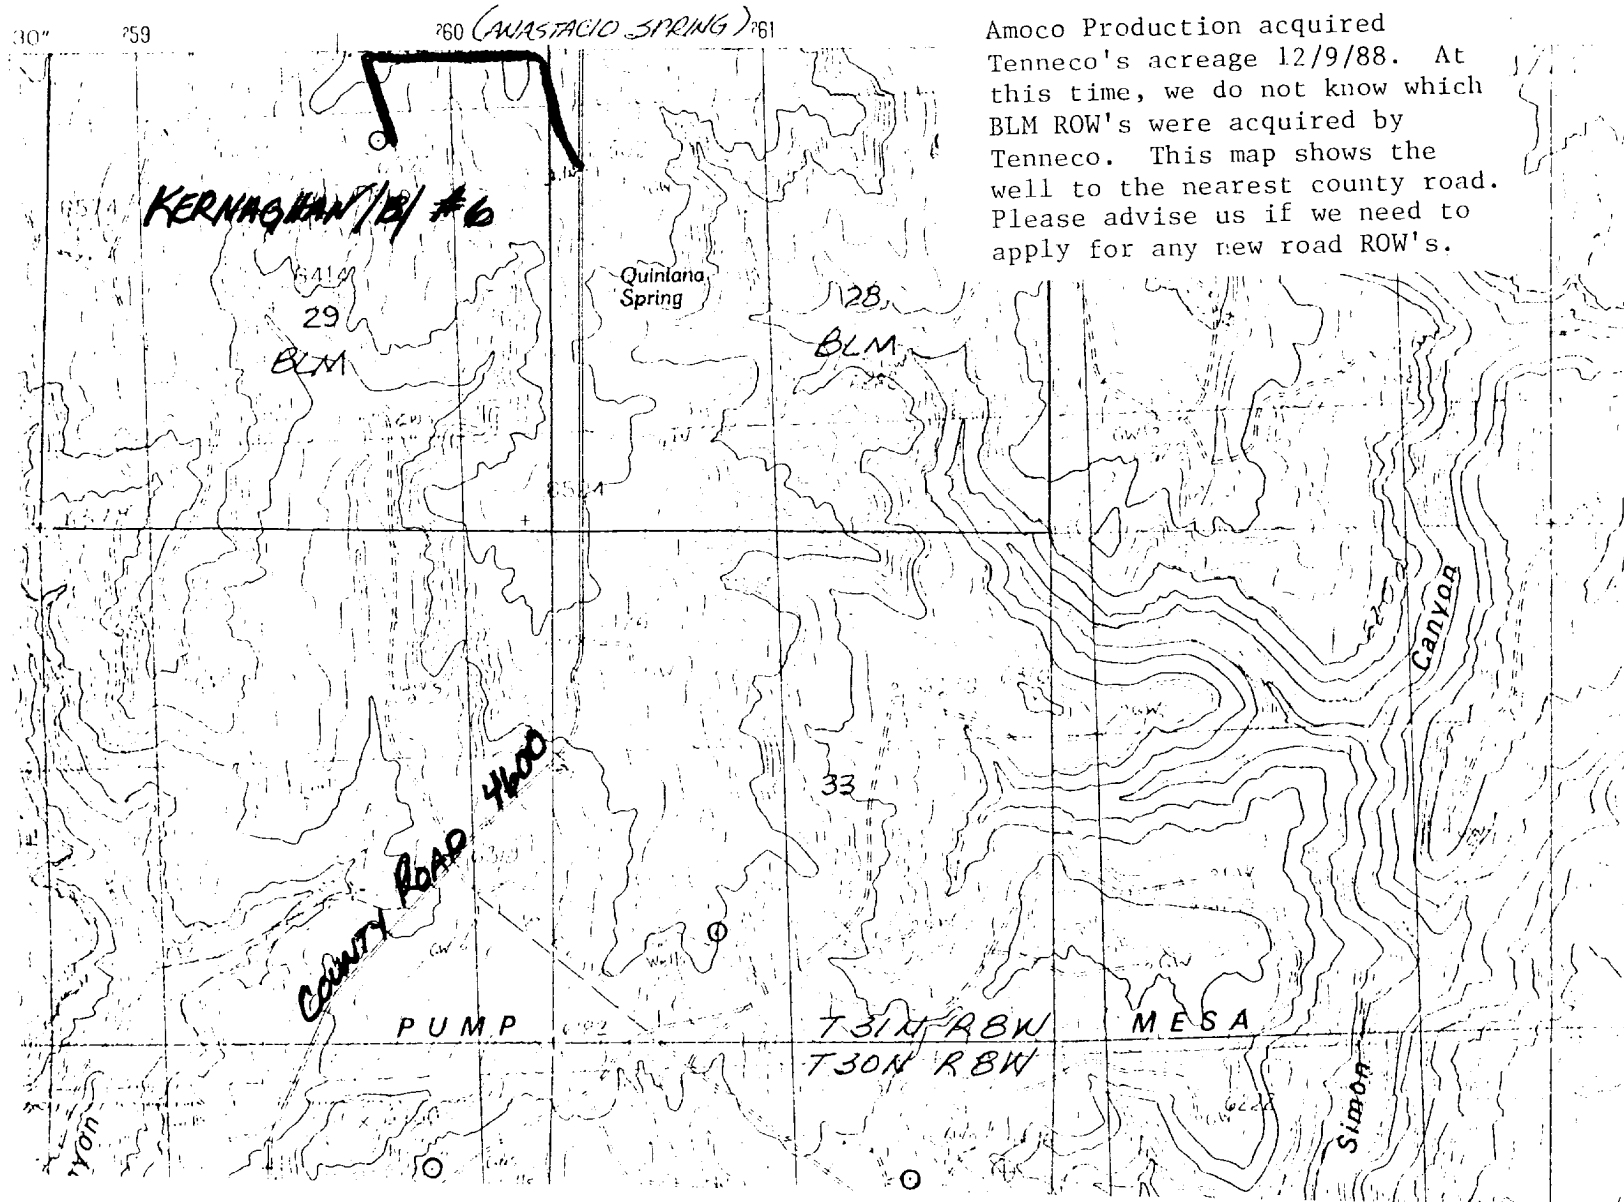 30" 259 260 (ANASTACIO SPRING) 261
Amoco Production acquired
Tenneco's acreage 12/9/88. At
this time, we do not know which
BLM ROW's were acquired by
Tenneco. This map shows the
well to the nearest county road.
Please advise us if we need to
apply for any new road ROW's.
KERNAGHAN /B/ #6
6414
Quintana
Spring
29
28
BLM
BLM
Canyon
COUNTY ROAD 4600
33
Well
GW
PUMP
T31N R8W
MESA
T30N R8W
Simon